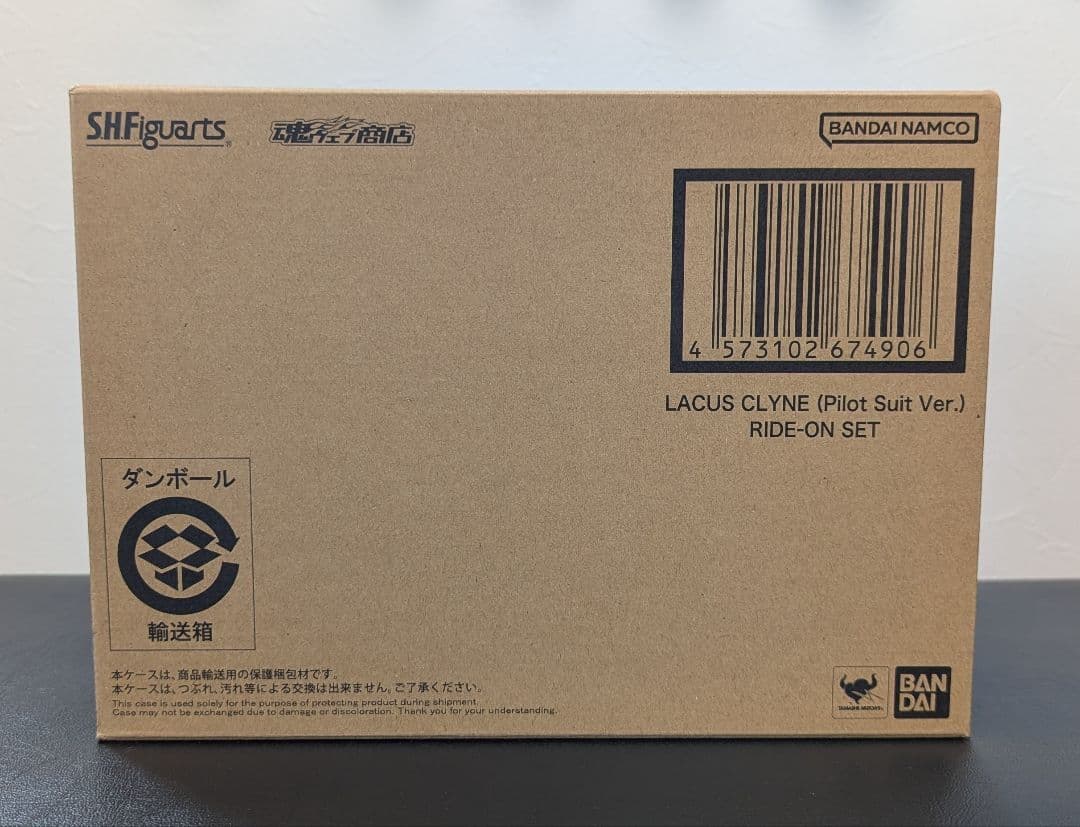 S.H.Figuarts®
魂ウェブ商店
BANDAI NAMCO
4 573102 674906
LACUS CLYNE (Pilot Suit Ver.)
RIDE-ON SET
ダンボール
輸送箱
本ケースは、商品輸送用の保護梱包材です。
本ケースは、つぶれ、汚れ等による交換は出来ません。ご了承ください。
This case is used solely for the purpose of protecting product during shipment.
Case may not be exchanged due to damage or discoloration. Thank you for your understanding.
TAMASHII NATIONS
BAN
DAI